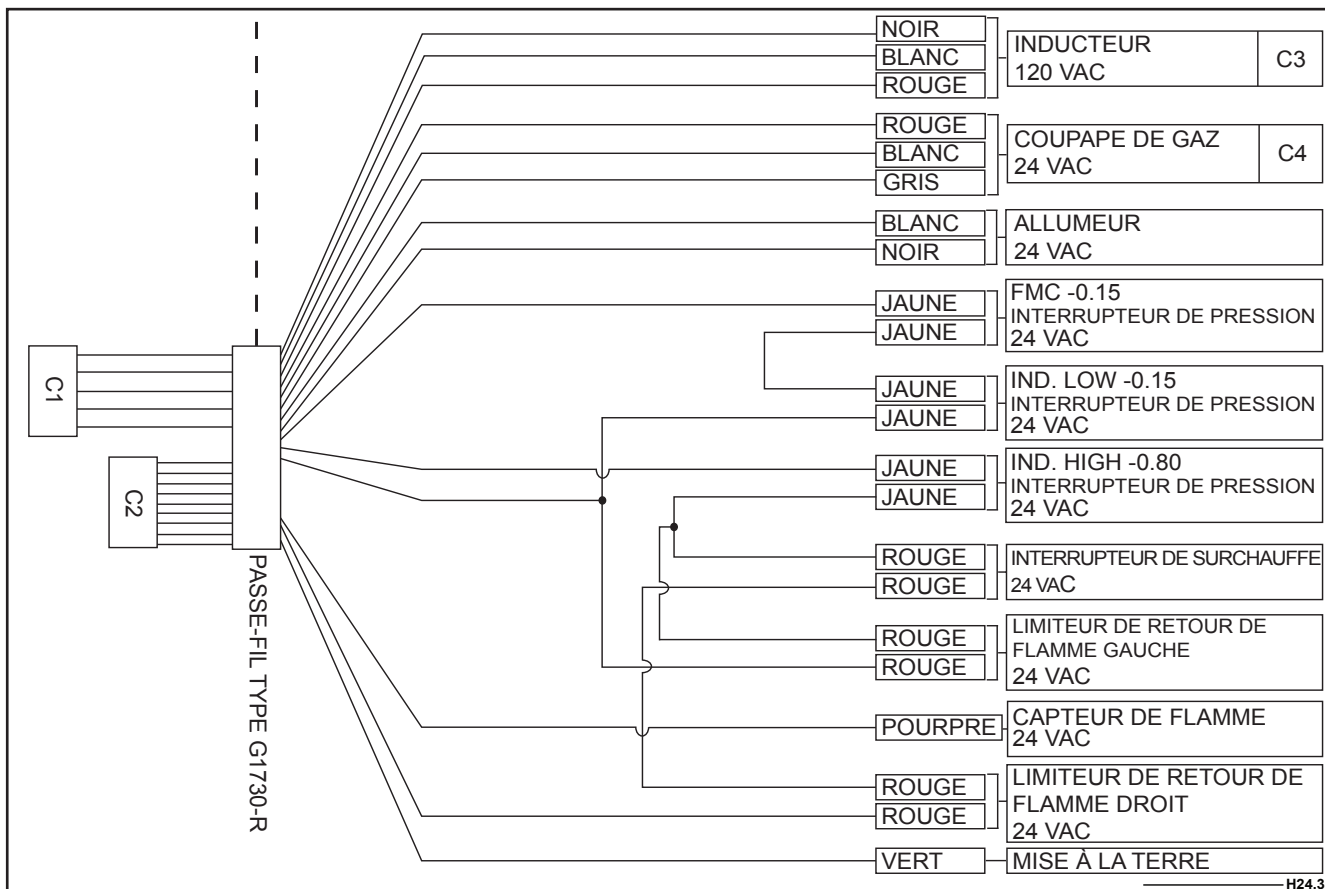 NOIR
BLANC
ROUGE
INDUCTEUR
120 VAC
C3
ROUGE
BLANC
GRIS
COUPAPE DE GAZ
24 VAC
C4
BLANC
NOIR
ALLUMEUR
24 VAC
JAUNE
JAUNE
FMC -0.15
INTERRUPTEUR DE PRESSION
24 VAC
JAUNE
JAUNE
IND. LOW -0.15
INTERRUPTEUR DE PRESSION
24 VAC
JAUNE
JAUNE
IND. HIGH -0.80
INTERRUPTEUR DE PRESSION
24 VAC
ROUGE
ROUGE
INTERRUPTEUR DE SURCHAUFFE
24 VAC
ROUGE
ROUGE
LIMITEUR DE RETOUR DE
FLAMME GAUCHE
24 VAC
POURPRE
CAPTEUR DE FLAMME
24 VAC
ROUGE
ROUGE
LIMITEUR DE RETOUR DE
FLAMME DROIT
24 VAC
VERT
MISE À LA TERRE
C1
C2
PASSE-FIL TYPE G1730-R
H24.3